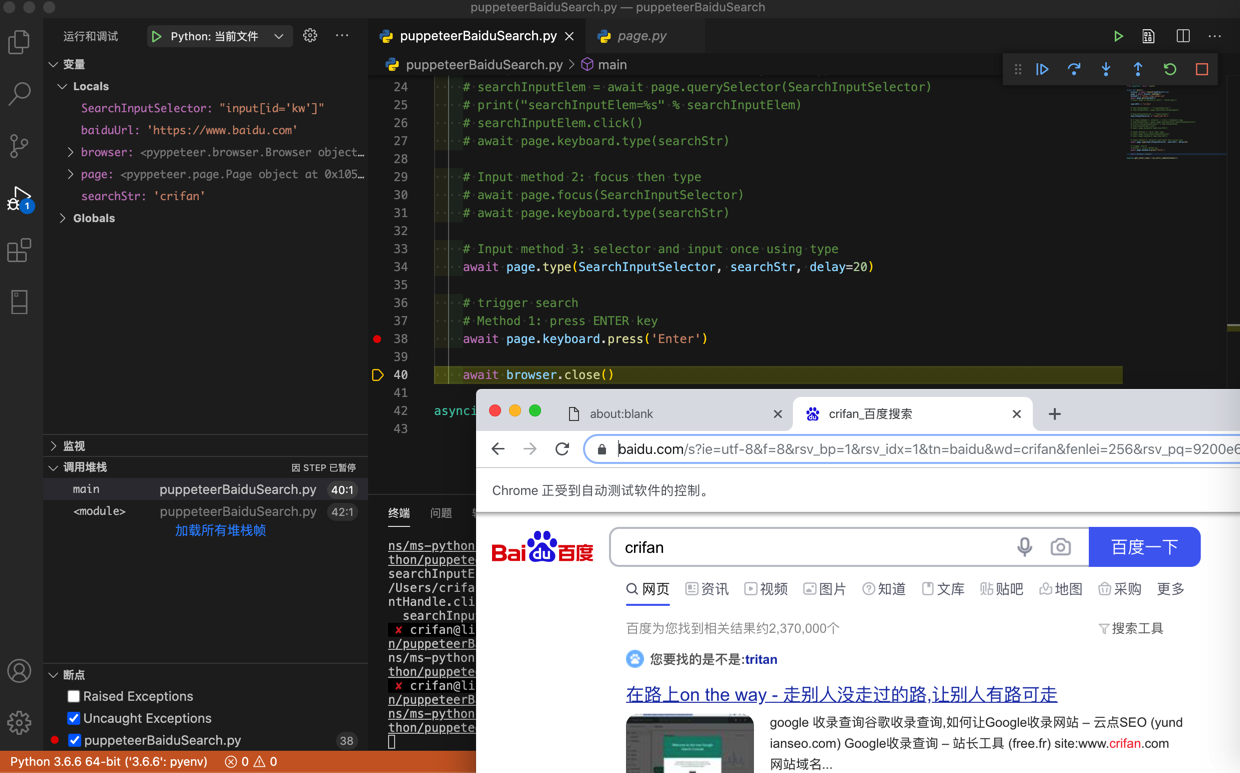 puppeteerBaiduSearch.py — puppeteerBaiduSearch
运行和调试
Python: 当前文件
puppeteerBaiduSearch.py
page.py
puppeteerBaiduSearch.py > main
变量
Locals
SearchInputSelector: "input[id='kw']"
baiduUrl: 'https://www.baidu.com'
browser: <pyppeteer.browser.Browser object…
page: <pyppeteer.page.Page object at 0x105…
searchStr: 'crifan'
Globals
1
24 # searchInputElem = await page.querySelector(SearchInputSelector)
25 # print("searchInputElem=%s" % searchInputElem)
26 # searchInputElem.click()
27 # await page.keyboard.type(searchStr)
28
29 # Input method 2: focus then type
30 # await page.focus(SearchInputSelector)
31 # await page.keyboard.type(searchStr)
32
33 # Input method 3: selector and input once using type
34 await page.type(SearchInputSelector, searchStr, delay=20)
35
36 # trigger search
37 # Method 1: press ENTER key
38 await page.keyboard.press('Enter')
39
40 await browser.close()
41
42 asynci
43
监视
调用堆栈
因 STEP 已暂停
main puppeteerBaiduSearch.py 40:1
<module> puppeteerBaiduSearch.py 42:1
加载所有堆栈帧
断点
Raised Exceptions
Uncaught Exceptions
puppeteerBaiduSearch.py 38
Python 3.6.6 64-bit ('3.6.6': pyenv) 0 0
终端 问题
ns/ms-python
thon/puppete
searchInputE
/Users/crifa
ntHandle.cli
searchInpu
✘ crifan@li
n/puppeteerB
ns/ms-python
thon/puppete
✘ crifan@li
n/puppeteerB
ns/ms-python
thon/puppete
about:blank
crifan_百度搜索
baidu.com/s?ie=utf-8&f=8&rsv_bp=1&rsv_idx=1&tn=baidu&wd=crifan&fenlei=256&rsv_pq=9200e6
Chrome 正受到自动测试软件的控制。
Bai du 百度
crifan
百度一下
网页 资讯 视频 图片 知道 文库 贴吧 地图 采购 更多
百度为您找到相关结果约2,370,000个
搜索工具
您要找的是不是:tritan
在路上on the way - 走别人没走过的路,让别人有路可走
google 收录查询谷歌收录查询,如何让Google收录网站 – 云点SEO (yund
ianseo.com) Google收录查询 – 站长工具 (free.fr) site:www.crifan.com
网站域名...